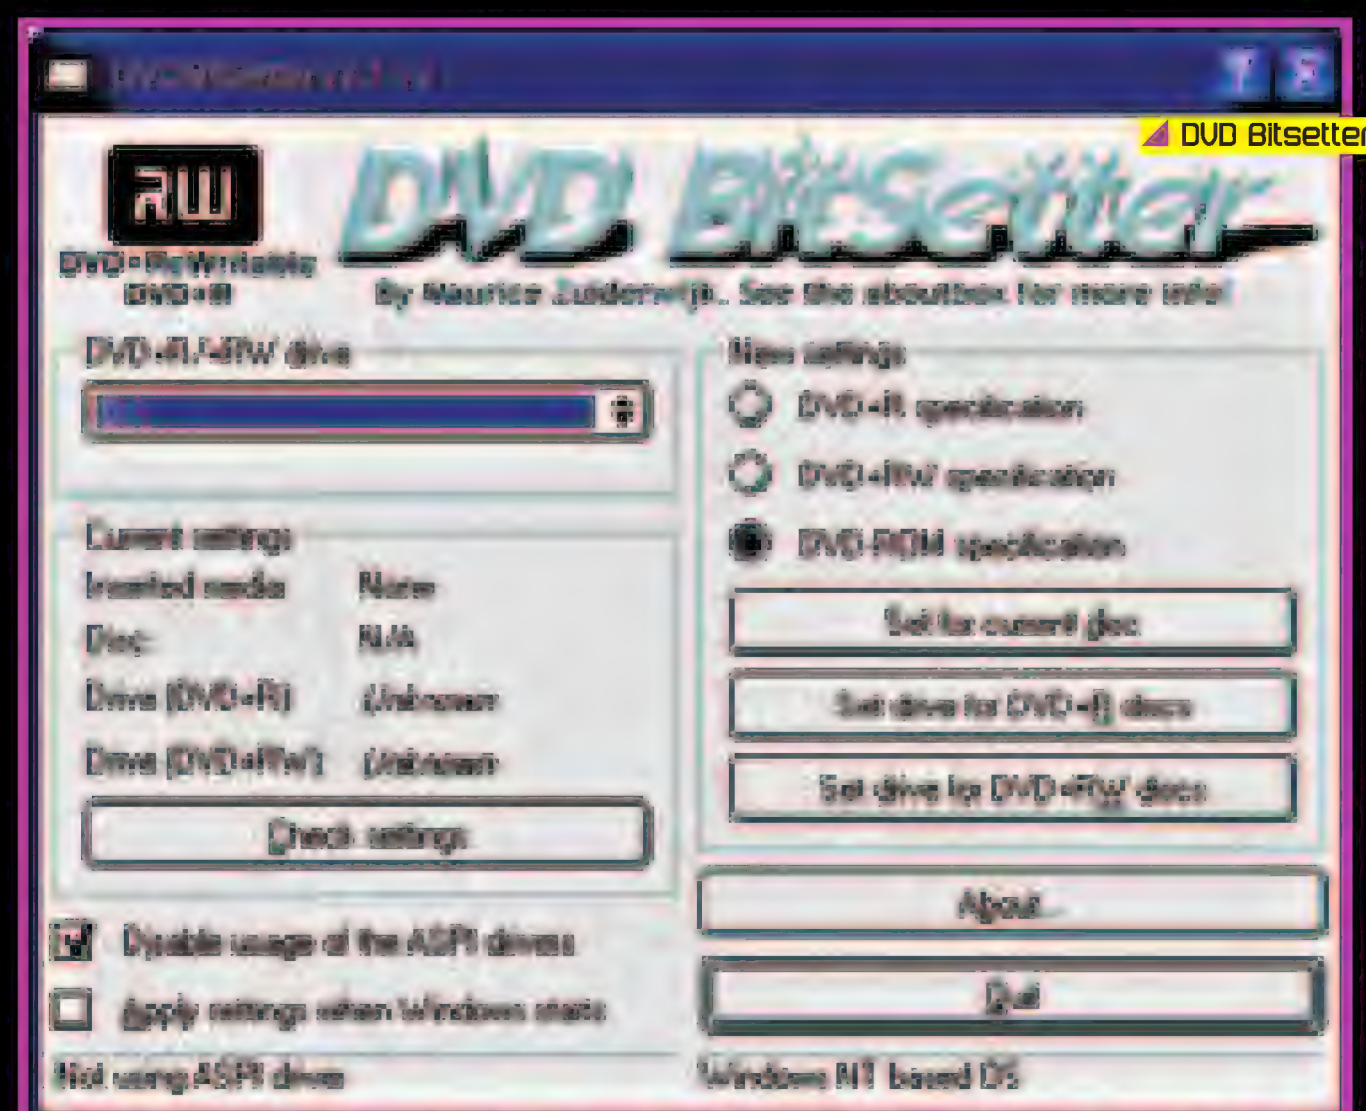 DVD Bitsetter
RW
DVD BitSetter
DVD+ReWritable
DVD+R
By Maurice See the aboutbox for more info!
DVD+R/+RW drive
New settings
DVD+R specification
DVD+RW specification
DVD-ROM specification
Current settings
Inserted media None
Disc: N/A
Drive (DVD+R) Unknown
Drive (DVD+RW) Unknown
Check settings
Set for current disc
Set drive for DVD+R discs
Set drive for DVD+RW discs
About...
Quit
Disable usage of the ASPI drivers
Apply settings when Windows starts
Not using ASPI drivers
Windows NT based OS